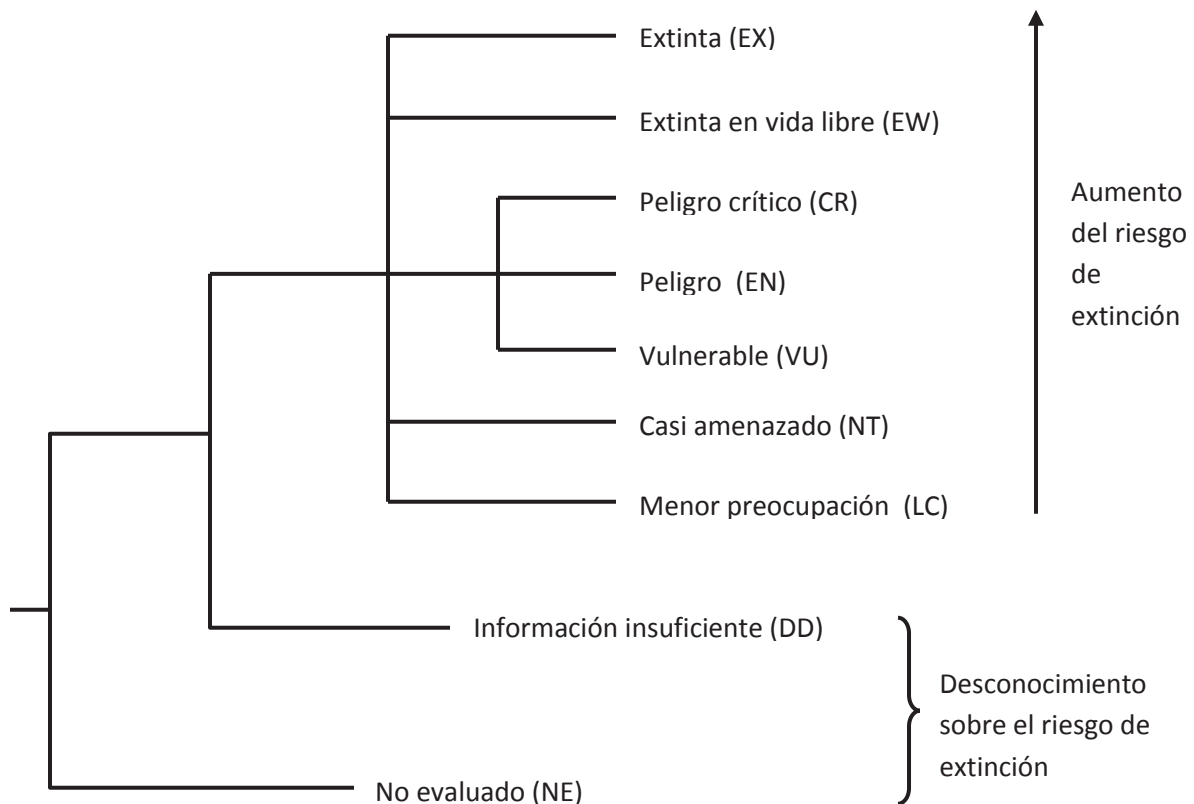 Extinta (EX)
Extinta en vida libre (EW)
Peligro crítico (CR)
Peligro (EN)
Vulnerable (VU)
Casi amenazado (NT)
Menor preocupación (LC)
Aumento
del riesgo
de
extinción
Información insuficiente (DD)
No evaluado (NE)
Desconocimiento
sobre el riesgo de
extinción